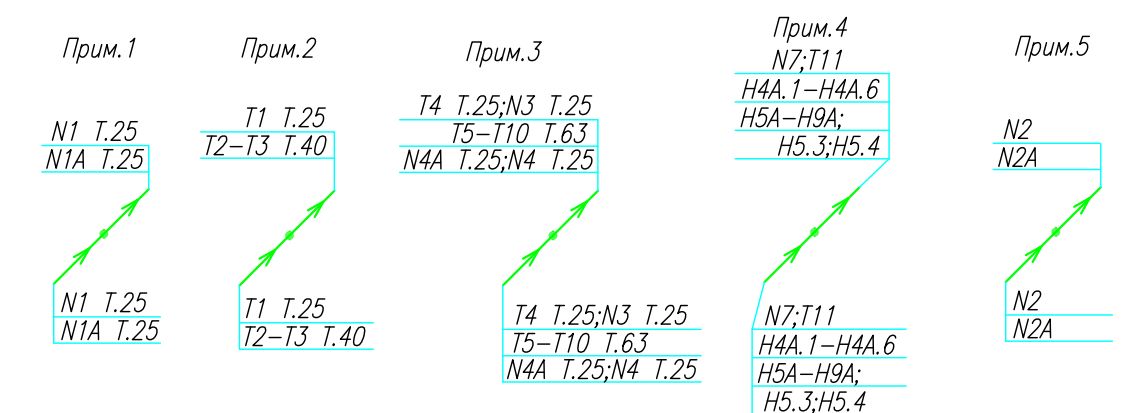 Прим.1
N1 T.25
N1A T.25
N1 T.25
N1A T.25
Прим.2
T1 T.25
T2-T3 T.40
T1 T.25
T2-T3 T.40
Прим.3
T4 T.25;N3 T.25
T5-T10 T.63
N4A T.25;N4 T.25
T4 T.25;N3 T.25
T5-T10 T.63
N4A T.25;N4 T.25
Прим.4
N7;T11
H4A.1-H4A.6
H5A-H9A;
H5.3;H5.4
N7;T11
H4A.1-H4A.6
H5A-H9A;
H5.3;H5.4
Прим.5
N2
N2A
N2
N2A